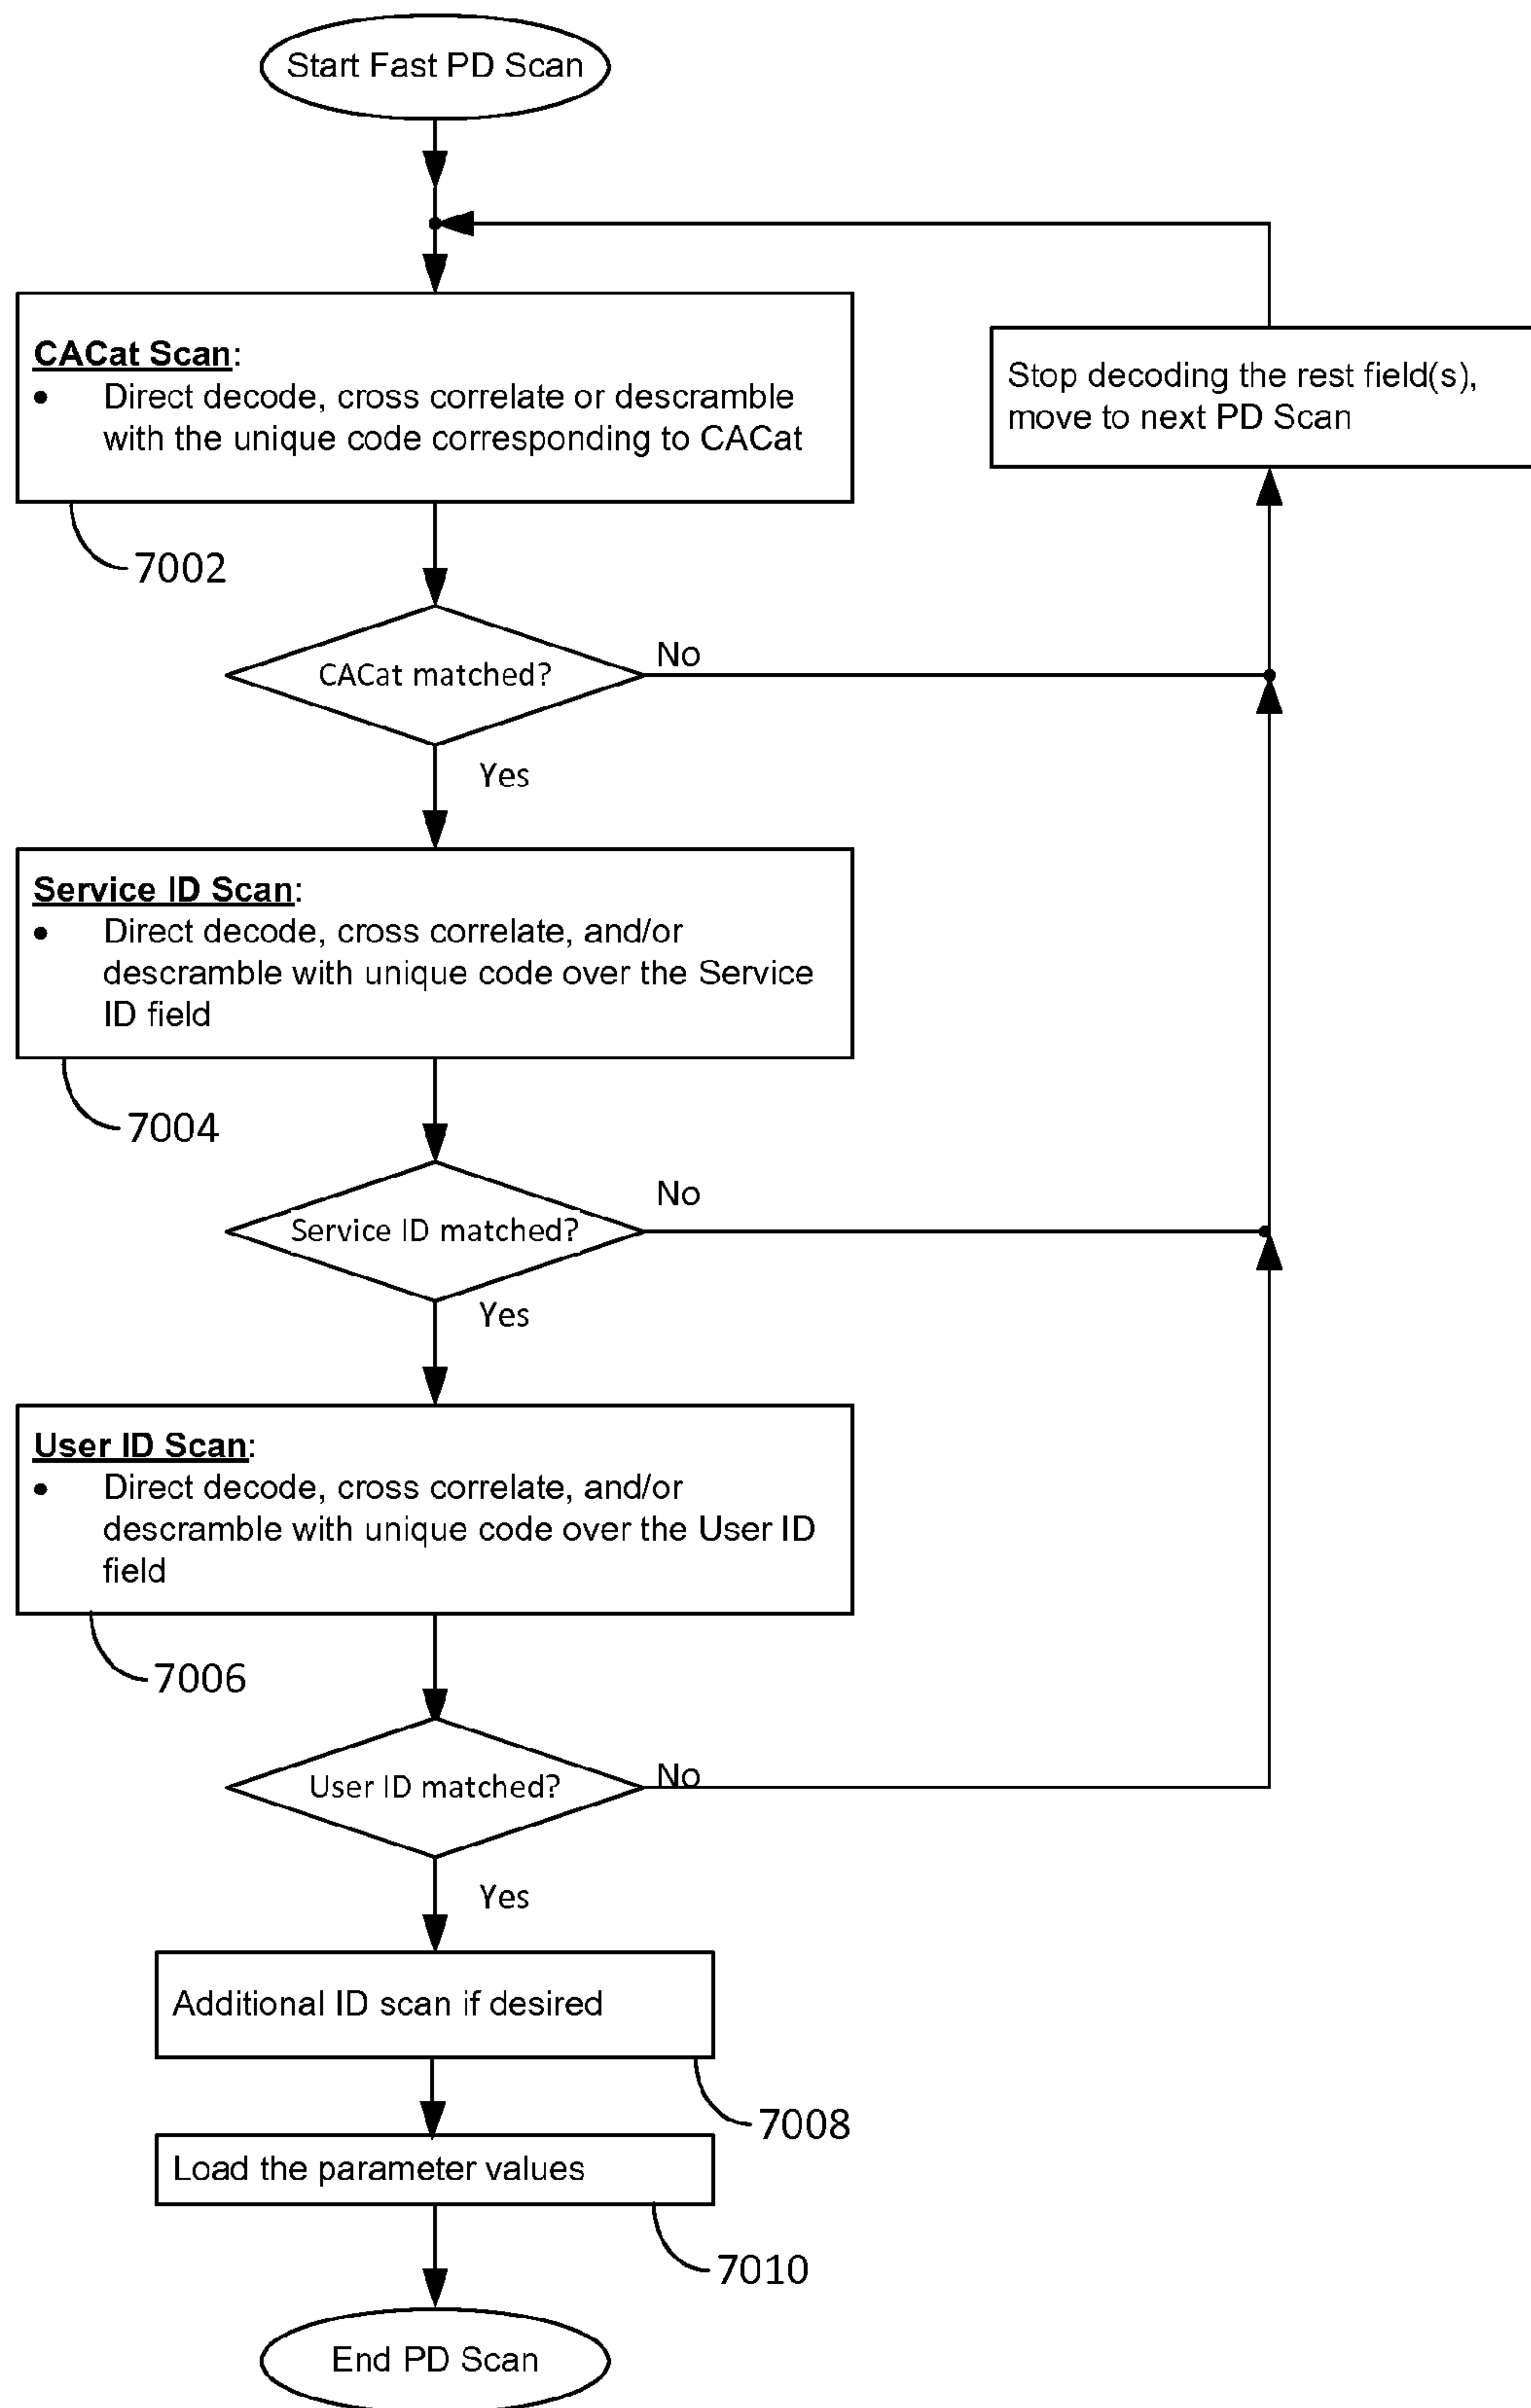 Start Fast PD Scan
CACat Scan:
• Direct decode, cross correlate or descramble
with the unique code corresponding to CACat
Stop decoding the rest field(s),
move to next PD Scan
7002
CACat matched?
No
Yes
Service ID Scan:
• Direct decode, cross correlate, and/or
descramble with unique code over the Service
ID field
7004
Service ID matched?
No
Yes
User ID Scan:
• Direct decode, cross correlate, and/or
descramble with unique code over the User ID
field
7006
User ID matched?
No
Yes
Additional ID scan if desired
7008
Load the parameter values
7010
End PD Scan